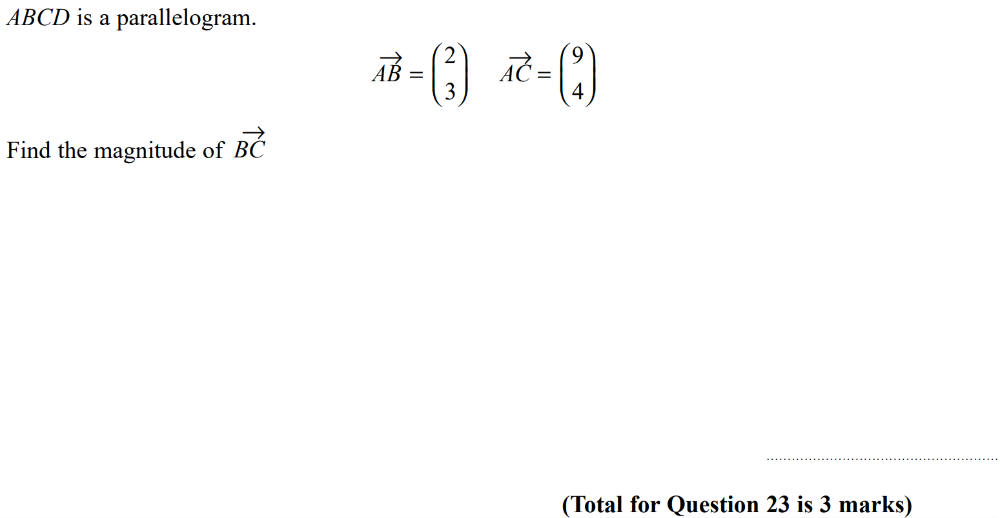 ABCD is a parallelogram.
$\overrightarrow{AB} = \begin{pmatrix} 2 \\ 3 \end{pmatrix} \quad \overrightarrow{AC} = \begin{pmatrix} 9 \\ 4 \end{pmatrix}$
Find the magnitude of $\overrightarrow{BC}$
(Total for Question 23 is 3 marks)